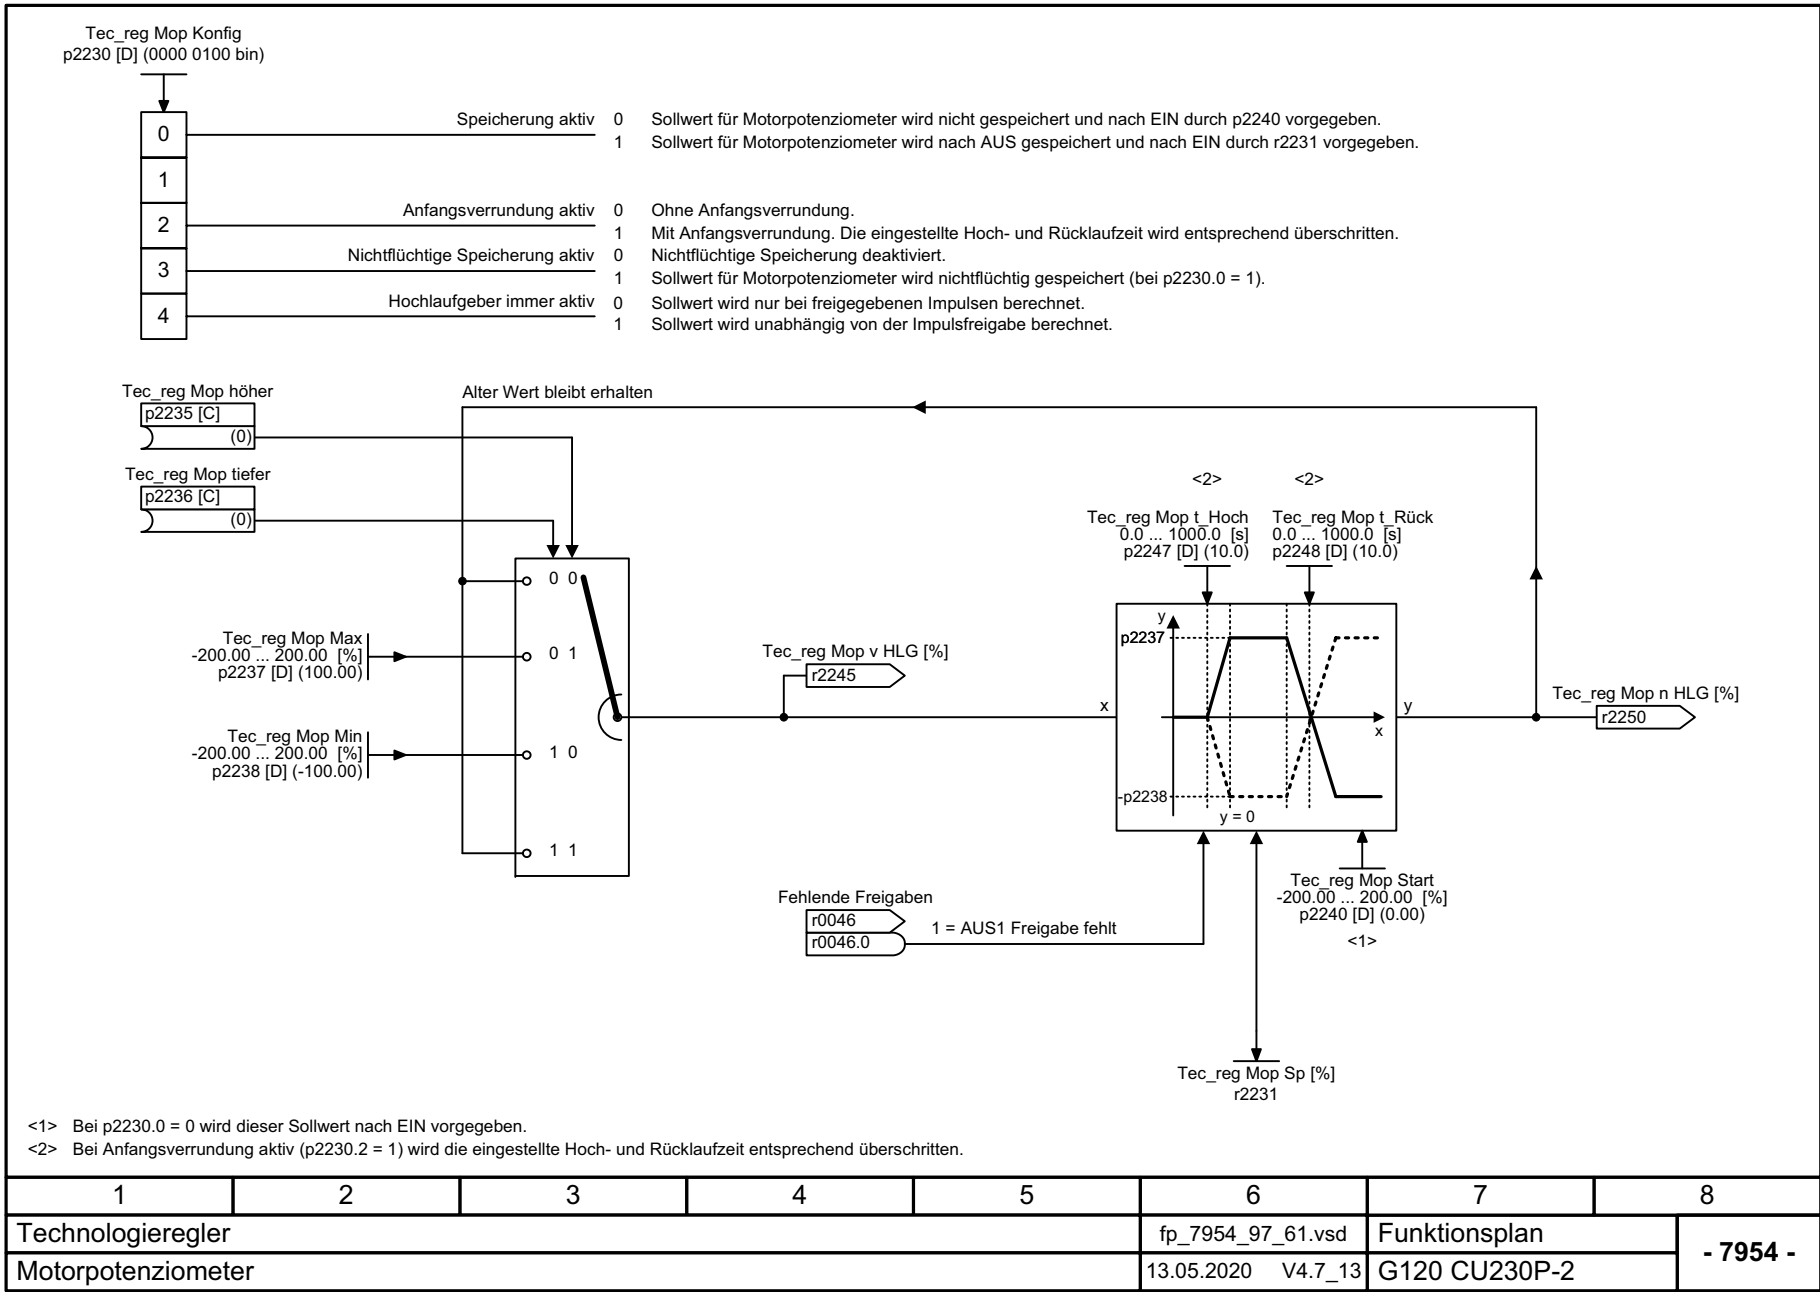 Tec_reg Mop Konfig
p2230 [D] (0000 0100 bin)
0
Speicherung aktiv 0 Sollwert für Motorpotenziometer wird nicht gespeichert und nach EIN durch p2240 vorgegeben.
1 Sollwert für Motorpotenziometer wird nach AUS gespeichert und nach EIN durch r2231 vorgegeben.
1
2
Anfangsverrundung aktiv 0 Ohne Anfangsverrundung.
1 Mit Anfangsverrundung. Die eingestellte Hoch- und Rücklaufzeit wird entsprechend überschritten.
3
Nichtflüchtige Speicherung aktiv 0 Nichtflüchtige Speicherung deaktiviert.
1 Sollwert für Motorpotenziometer wird nichtflüchtig gespeichert (bei p2230.0 = 1).
4
Hochlaufgeber immer aktiv 0 Sollwert wird nur bei freigegebenen Impulsen berechnet.
1 Sollwert wird unabhängig von der Impulsfreigabe berechnet.
Tec_reg Mop höher
p2235 [C]
(0)
Alter Wert bleibt erhalten
Tec_reg Mop tiefer
p2236 [C]
(0)
<2> <2>
Tec_reg Mop t_Hoch
0.0 ... 1000.0 [s]
p2247 [D] (10.0)
Tec_reg Mop t_Rück
0.0 ... 1000.0 [s]
p2248 [D] (10.0)
0 0
Tec_reg Mop Max
-200.00 ... 200.00 [%]
p2237 [D] (100.00)
0 1
Tec_reg Mop Min
-200.00 ... 200.00 [%]
p2238 [D] (-100.00)
1 0
1 1
Tec_reg Mop v HLG [%]
r2245
x
y
p2237
x
-p2238
y = 0
y
Tec_reg Mop n HLG [%]
r2250
Fehlende Freigaben
r0046
r0046.0
1 = AUS1 Freigabe fehlt
Tec_reg Mop Start
-200.00 ... 200.00 [%]
p2240 [D] (0.00)
<1>
Tec_reg Mop Sp [%]
r2231
<1> Bei p2230.0 = 0 wird dieser Sollwert nach EIN vorgegeben.
<2> Bei Anfangsverrundung aktiv (p2230.2 = 1) wird die eingestellte Hoch- und Rücklaufzeit entsprechend überschritten.
1 2 3 4 5 6 7 8
Technologieregler fp_7954_97_61.vsd Funktionsplan
- 7954 -
Motorpotenziometer 13.05.2020 V4.7_13 G120 CU230P-2